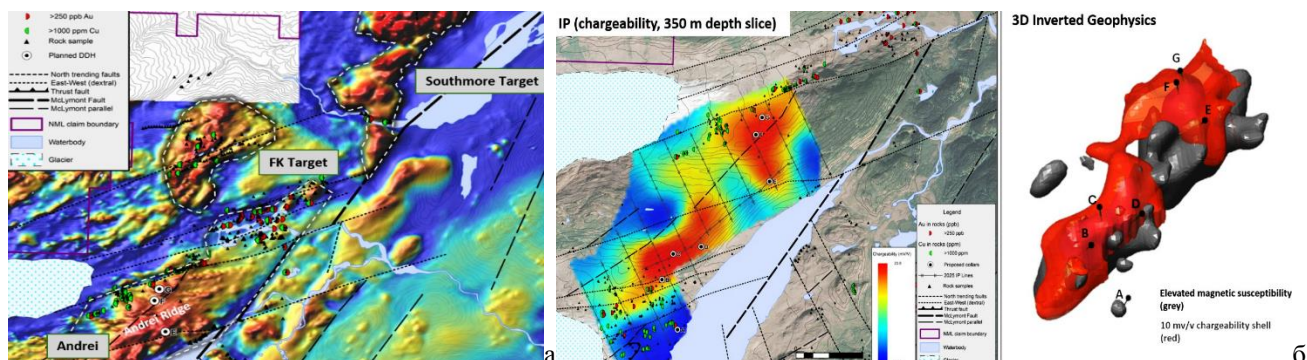 >250 ppb Au
>1000 ppm Cu
Rock sample
Planned DDH
North trending faults
East-West (dextral)
Thrust fault
McLymont Fault
McLymont parallel
NML claim boundary
Waterbody
Glacier
Southmore Target
FK Target
Andrei Ridge
Andrei
а
IP (chargeability, 350 m depth slice)
Legend
Au in rocks (ppb)
>250 ppb
Cu in rocks (ppm)
>1000 ppm
Proposed collars
2025 IP Lines
Rock samples
North trending faults
East-West (dextral)
Thrust fault
McLymont Fault
McLymont parallel
NML claim boundary
Waterbody
Glacier
Chargeability (mV/V)
3D Inverted Geophysics
G
F
E
C
D
B
A
Elevated magnetic susceptibility
(grey)
10 mv/v chargeability shell
(red)
б